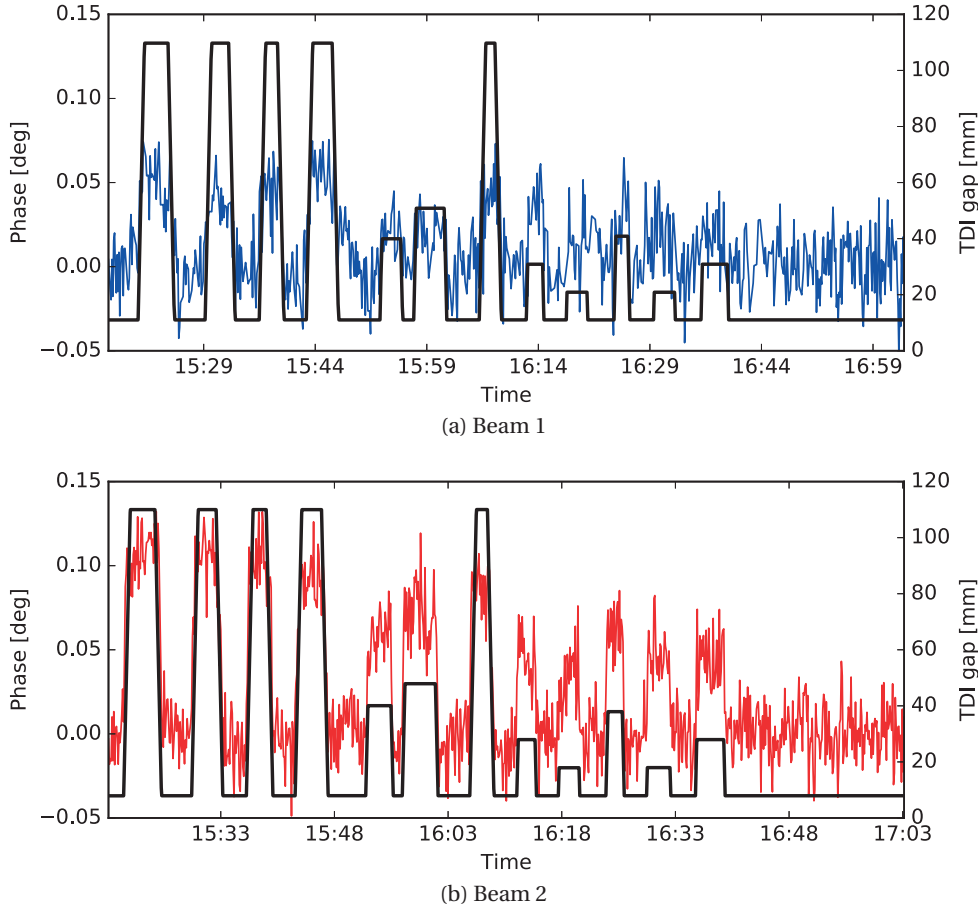 0.15
0.10
0.05
0.00
−0.05
Phase [deg]
120
100
80
60
40
20
0
TDI gap [mm]
15:29 15:44 15:59 16:14 16:29 16:44 16:59
Time
(a) Beam 1
0.15
0.10
0.05
0.00
−0.05
Phase [deg]
120
100
80
60
40
20
0
TDI gap [mm]
15:33 15:48 16:03 16:18 16:33 16:48 17:03
Time
(b) Beam 2